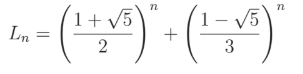 L_n = \left( \frac{1 + \sqrt{5}}{2} \right)^n + \left( \frac{1 - \sqrt{5}}{3} \right)^n